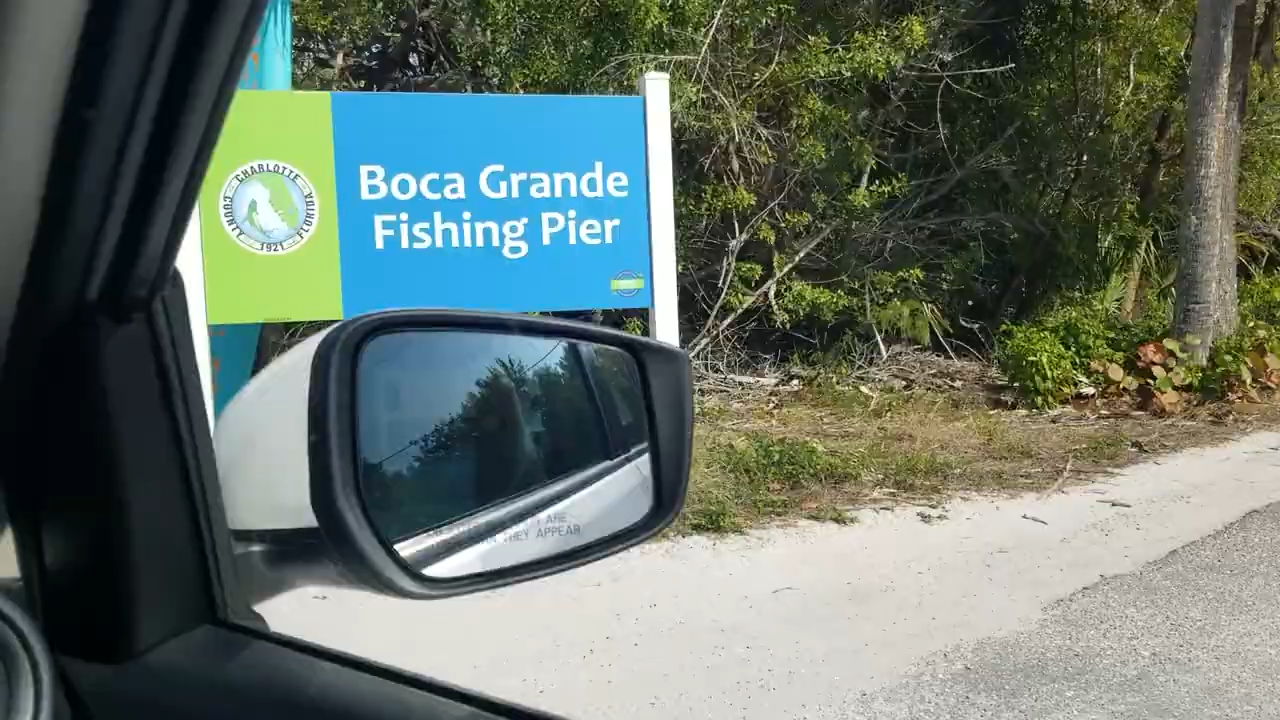 CHARLOTTE
COUNTY
FLORIDA
1921
Boca Grande
Fishing Pier
ARE
THEY APPEAR